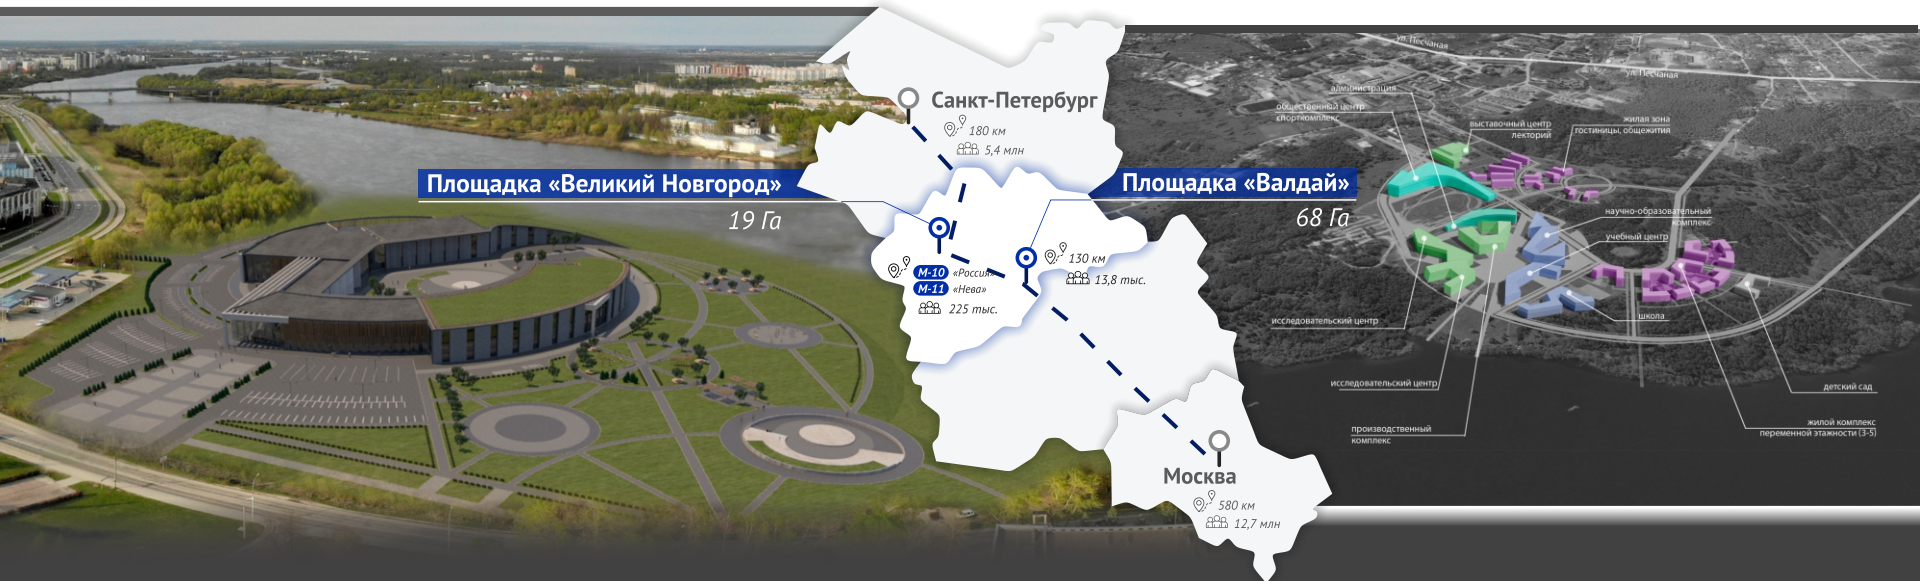 Санкт-Петербург
180 км
5,4 млн
Площадка «Великий Новгород»
19 Га
Площадка «Валдай»
68 Га
М-10 «Россия»
М-11 «Нева»
225 тыс.
130 км
13,8 тыс.
Москва
580 км
12,7 млн
ул. Песчаная
ул. Песчаная
администрация
общественный центр
спорткомплекс
выставочный центр
лекторий
жилая зона
гостиницы, общежития
научно-образовательный
комплекс
учебный центр
исследовательский центр
школа
исследовательский центр
детский сад
производственный
комплекс
жилой комплекс
переменной этажности (3-5)